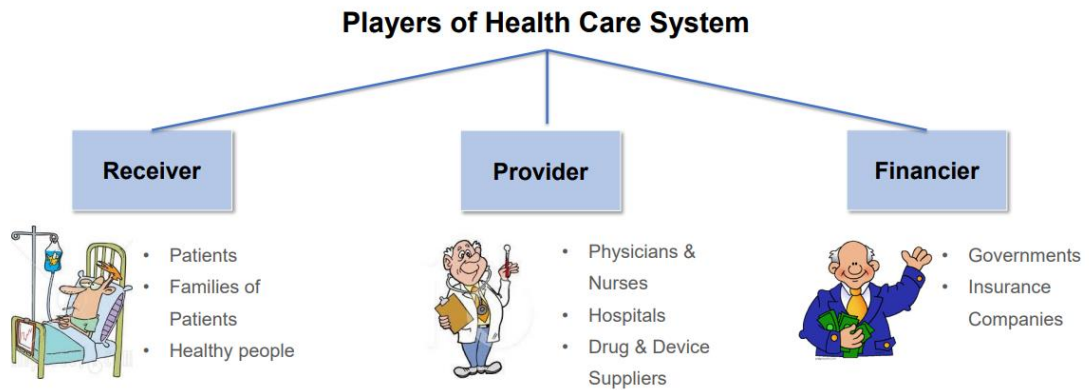 Players of Health Care System
Receiver
Provider
Financier
• Patients
• Families of
Patients
• Healthy people
• Physicians &
Nurses
• Hospitals
• Drug & Device
Suppliers
• Governments
• Insurance
Companies